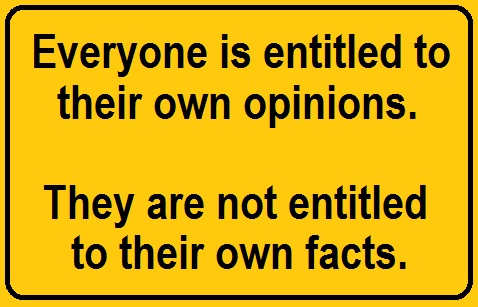 Everyone is entitled to
their own opinions.
They are not entitled
to their own facts.